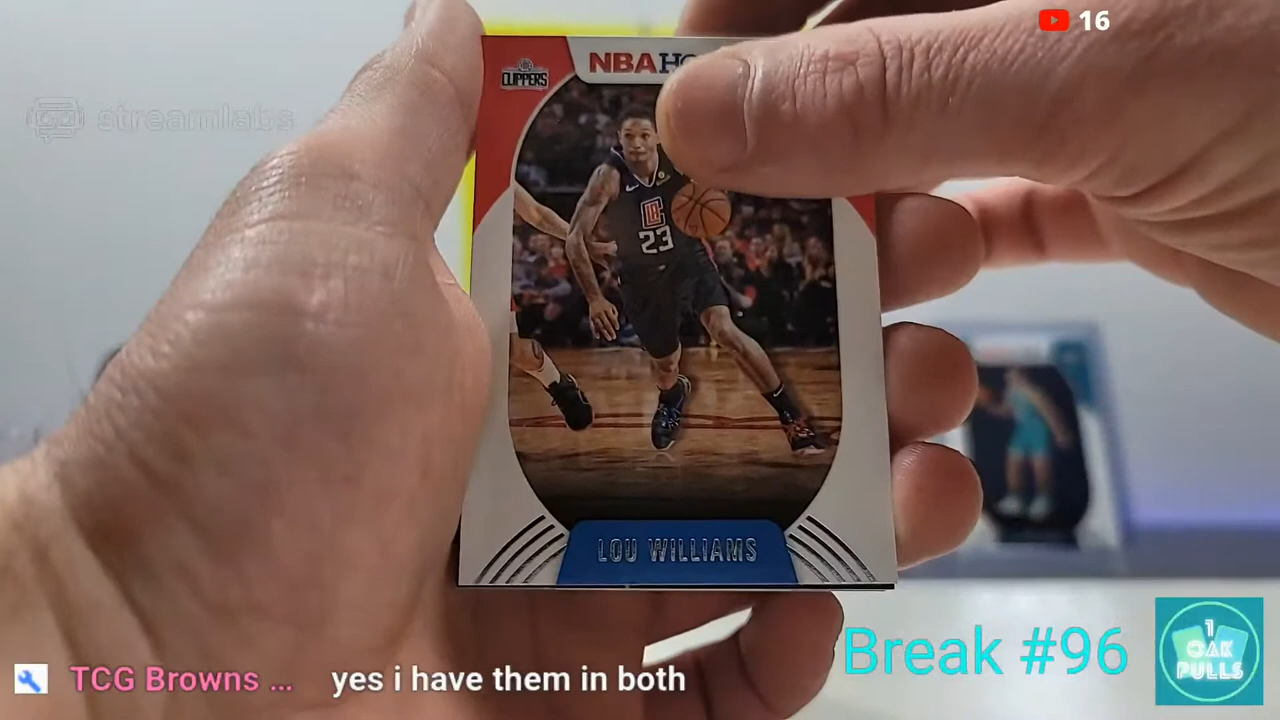 16
streamlabs
CLIPPERS
NBA
23
LOU WILLIAMS
Break #96
1
OAK
PULLS
TCG Browns ... yes i have them in both